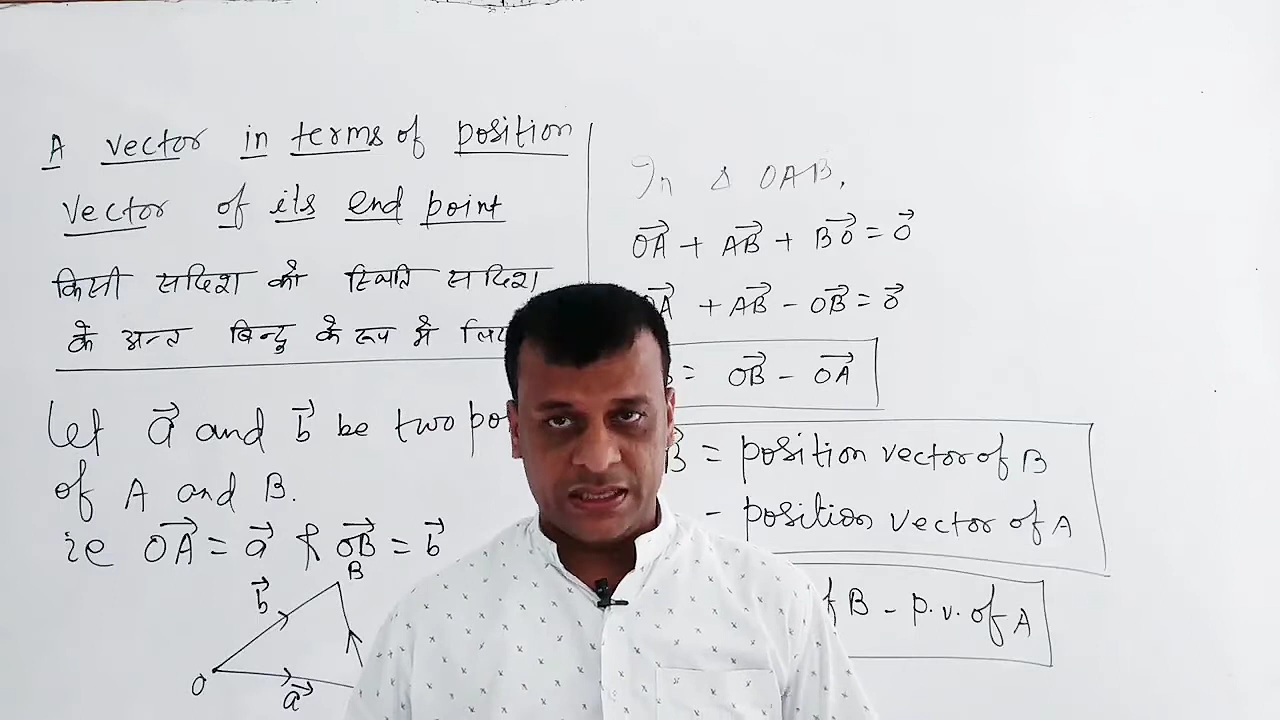 A vector in terms of position
vector of its end point
किसी सदिश को स्थिति सदिश
के अन्त बिन्दु के रूप में
Let a⃗ and b⃗ be two
of A and B.
ie OA⃗ = a⃗ & OB⃗ = b⃗
B
b⃗
O
a⃗
In Δ OAB,
OA⃗ + AB⃗ + BO⃗ = 0⃗
OA⃗ + AB⃗ - OB⃗ = 0⃗
= OB⃗ - OA⃗
B⃗ = position vector of B
- position vector of A
B - p.v. of A